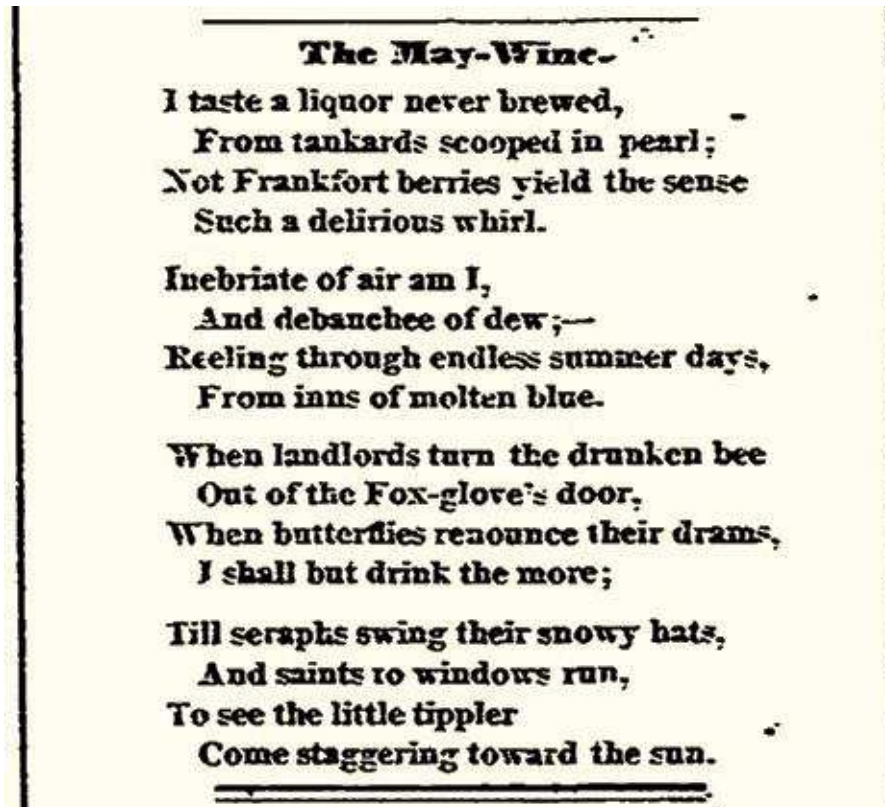 The May-Wine.
I taste a liquor never brewed,
From tankards scooped in pearl;
Not Frankfort berries yield the sense
Such a delirious whirl.
Inebriate of air am I,
And debauchee of dew;—
Reeling through endless summer days,
From inns of molten blue.
When landlords turn the drunken bee
Out of the Fox-glove's door,
When butterflies renounce their drams,
I shall but drink the more;
Till seraphs swing their snowy hats,
And saints to windows run,
To see the little tippler
Come staggering toward the sun.